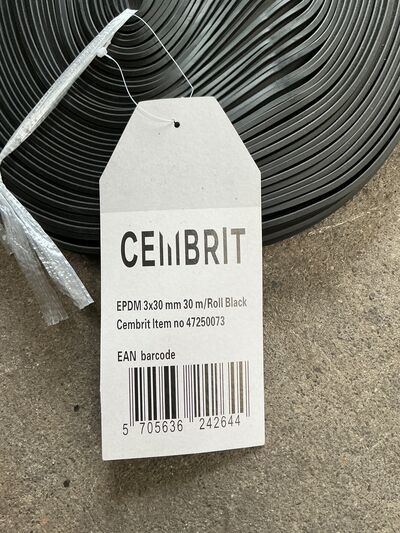 CEMBRIT
EPDM 3x30 mm 30 m/Roll Black
Cembrit Item no 47250073
EAN barcode
5 705636 242644